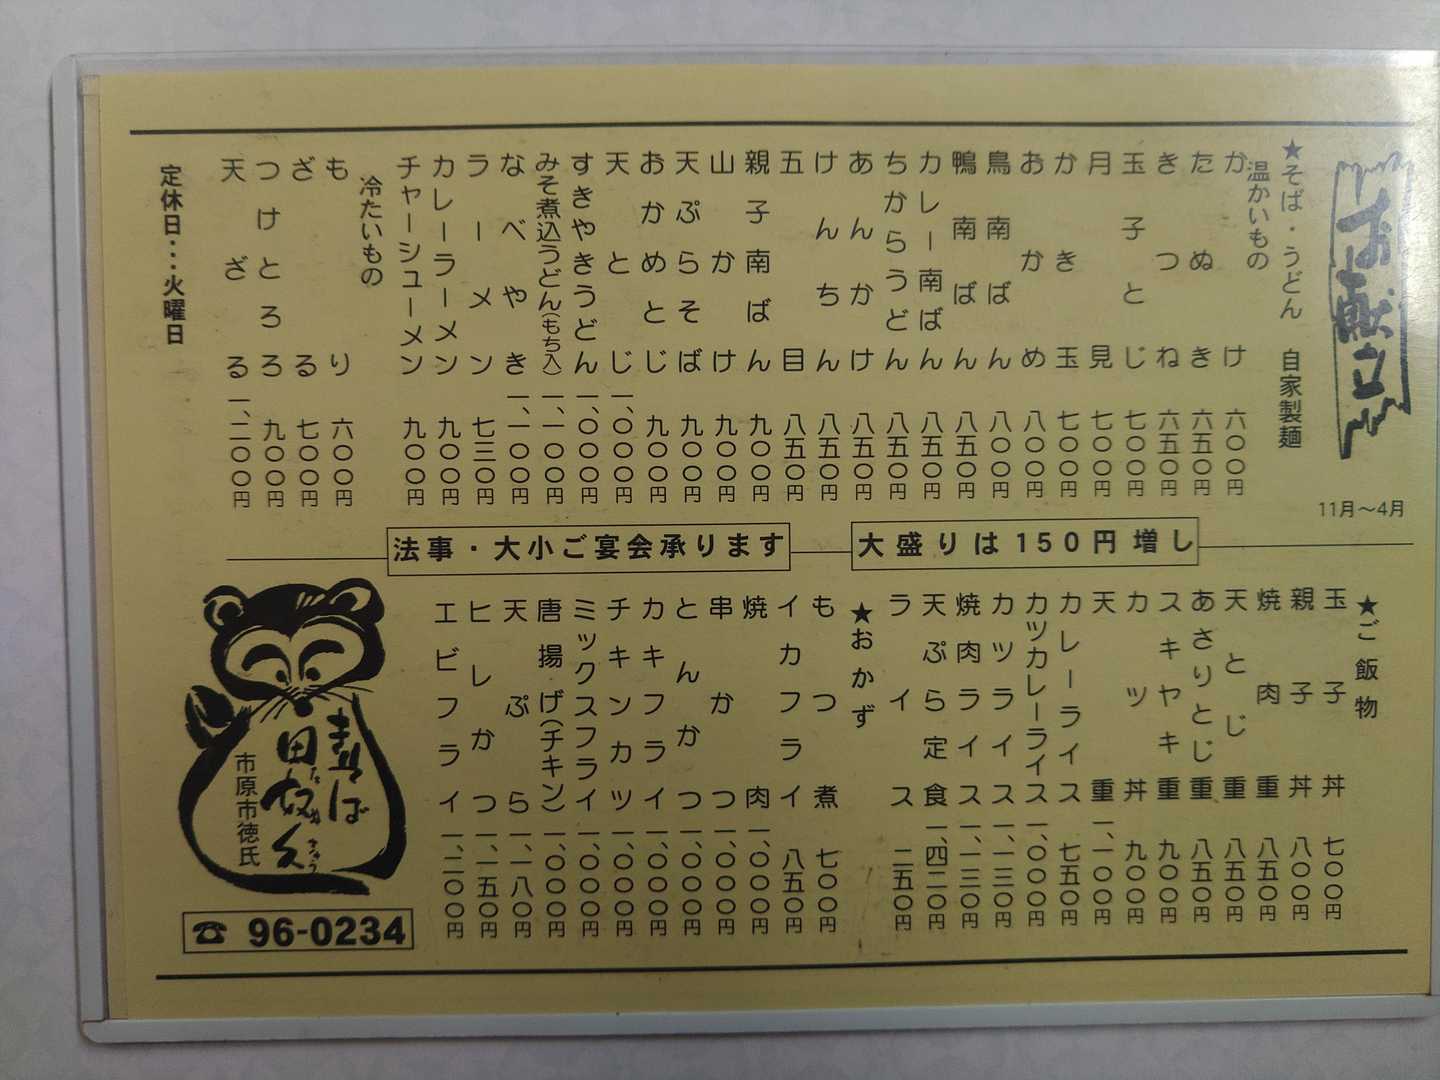 お献立
11月〜4月
★そば・うどん 自家製麺
温かいもの
かけ 六〇〇円
たぬき 六五〇円
きつね 六五〇円
玉子とじ 七〇〇円
月見 七〇〇円
かき玉 七〇〇円
おかめ 八〇〇円
鳥南ばん 八〇〇円
鴨南ばん 八五〇円
カレー南ばん 八五〇円
ちからうどん 八五〇円
あんかけ 八五〇円
けんちん 八五〇円
五目 八五〇円
親子南ばん 九〇〇円
山かけ 九〇〇円
天ぷらそば 九〇〇円
おかめとじ 九〇〇円
天とじ 一、〇〇〇円
すきやきうどん 一、〇〇〇円
みそ煮込うどん(もち入) 一、一〇〇円
なべやき 一、一〇〇円
ラーメン 七三〇円
カレーラーメン 九〇〇円
チャーシューメン 九〇〇円
冷たいもの
もり 六〇〇円
ざる 七〇〇円
つけとろろ 九〇〇円
天ざる 一、二〇〇円
定休日・・・火曜日
大盛りは150円増し
法事・大小ご宴会承ります
★ご飯物
玉子丼 七〇〇円
親子丼 八〇〇円
焼肉重 八五〇円
天とじ重 八五〇円
あさりとじ重 八五〇円
スキヤキ重 九〇〇円
カツ丼 九〇〇円
天重 一、一〇〇円
カレーライス 七五〇円
カツカレーライス 一、〇〇〇円
カツライス 一、一三〇円
焼肉ライス 一、一三〇円
天ぷら定食 一、四二〇円
ライス 二五〇円
★おかず
もつ煮 七〇〇円
イカフライ 八五〇円
焼肉 一、〇〇〇円
串かつ 一、〇〇〇円
とんかつ 一、〇〇〇円
カキフライ 一、〇〇〇円
チキンカツ 一、〇〇〇円
ミックスフライ 一、〇〇〇円
唐揚げ(チキン) 一、〇〇〇円
天ぷら 一、一八〇円
ヒレかつ 一、一五〇円
エビフライ 一、二〇〇円
きそば
田奴久
たぬきゅう
市原市徳氏
☎ 96-0234